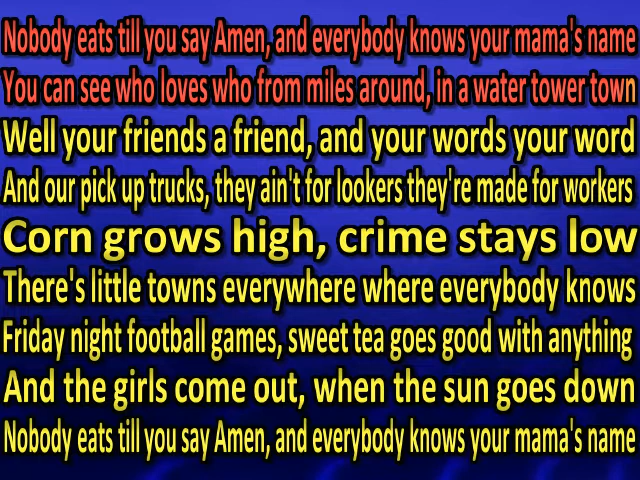 Nobody eats till you say Amen, and everybody knows your mama's name
You can see who loves who from miles around, in a water tower town
Well your friends a friend, and your words your word
And our pick up trucks, they ain't for lookers they're made for workers
Corn grows high, crime stays low
There's little towns everywhere where everybody knows
Friday night football games, sweet tea goes good with anything
And the girls come out, when the sun goes down
Nobody eats till you say Amen, and everybody knows your mama's name